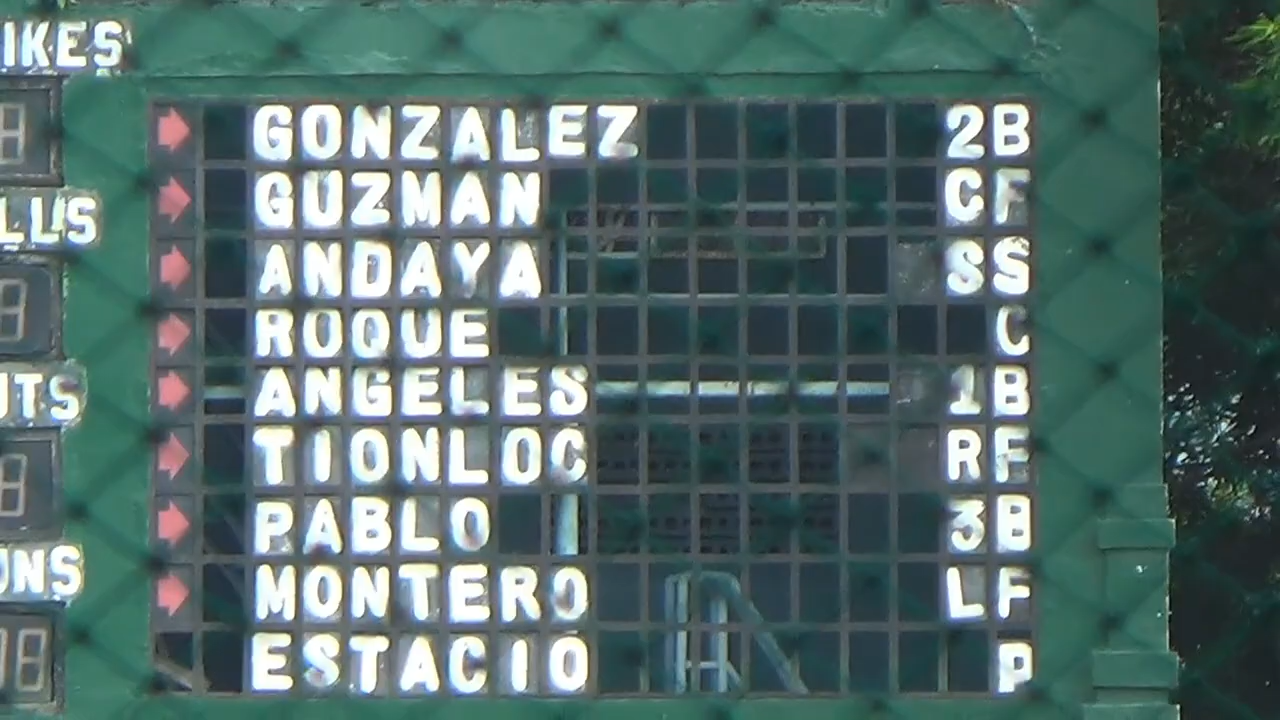 IKES
LLS
UTS
ONS
GONZALEZ 2B
GUZMAN CF
ANDAYA SS
ROQUE C
ANGELES 1B
TIONLOC RF
PABLO 3B
MONTERO LF
ESTACIO P